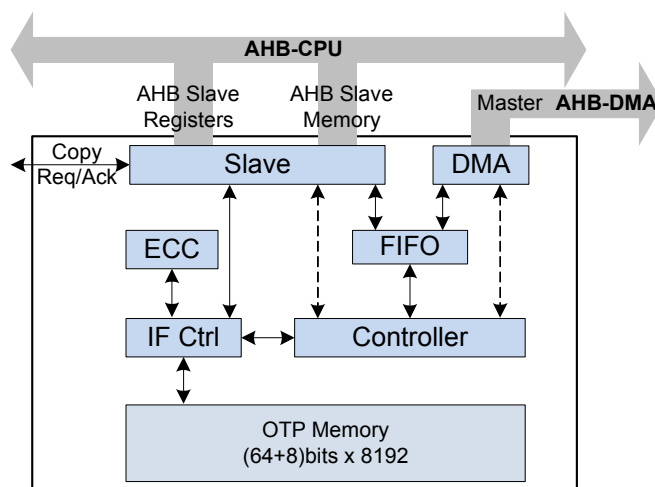 AHB-CPU
AHB Slave
Registers
AHB Slave
Memory
Master AHB-DMA
Copy
Req/Ack
Slave
DMA
ECC
FIFO
IF Ctrl
Controller
OTP Memory
(64+8)bits x 8192